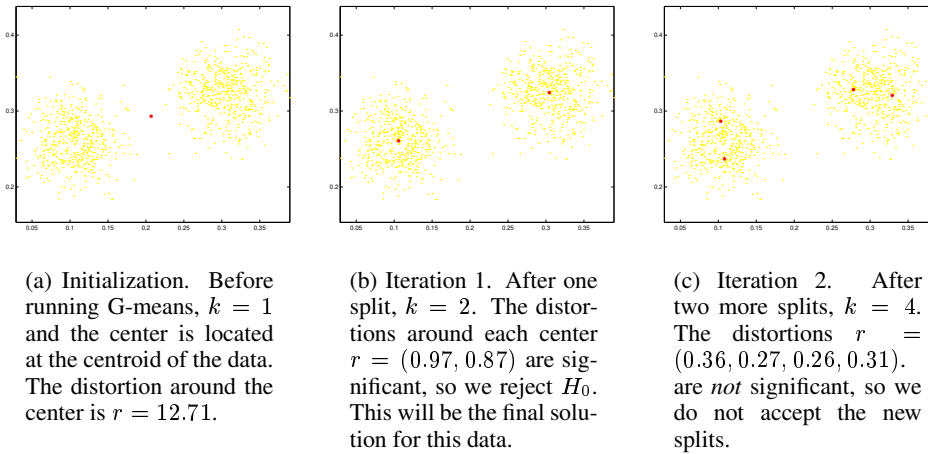 0.4
0.3
0.2
0.05 0.1 0.15 0.2 0.25 0.3 0.35
0.4
0.3
0.2
0.05 0.1 0.15 0.2 0.25 0.3 0.35
0.4
0.3
0.2
0.05 0.1 0.15 0.2 0.25 0.3 0.35
(a) Initialization. Before
running G-means, k = 1
and the center is located
at the centroid of the data.
The distortion around the
center is r = 12.71.
(b) Iteration 1. After one
split, k = 2. The distor-
tions around each center
r = (0.97, 0.87) are sig-
nificant, so we reject H₀.
This will be the final solu-
tion for this data.
(c) Iteration 2. After
two more splits, k = 4.
The distortions r =
(0.36, 0.27, 0.26, 0.31).
are not significant, so we
do not accept the new
splits.